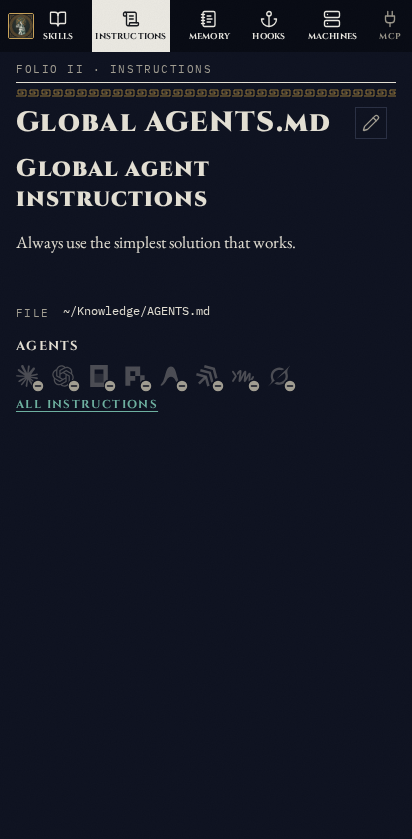 SKILLS
INSTRUCTIONS
MEMORY
HOOKS
MACHINES
MCP
FOLIO II · INSTRUCTIONS
GLOBAL AGENTS.MD
GLOBAL AGENT
INSTRUCTIONS
Always use the simplest solution that works.
FILE ~/Knowledge/AGENTS.md
AGENTS
ALL INSTRUCTIONS